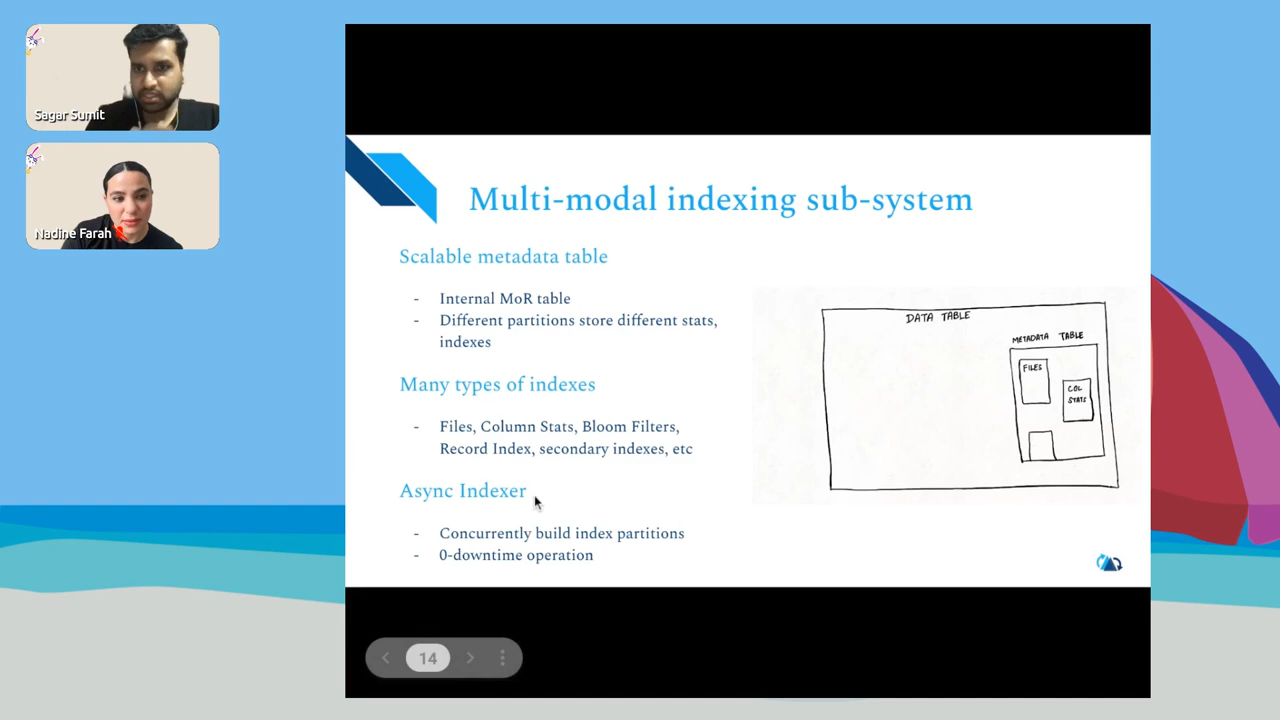 Sagar Sumit
Nadine Farah
Multi-modal indexing sub-system
Scalable metadata table
- Internal MoR table
- Different partitions store different stats,
indexes
Many types of indexes
- Files, Column Stats, Bloom Filters,
Record Index, secondary indexes, etc
Async Indexer
- Concurrently build index partitions
- 0-downtime operation
DATA TABLE
METADATA TABLE
FILES
COL
STATS
14